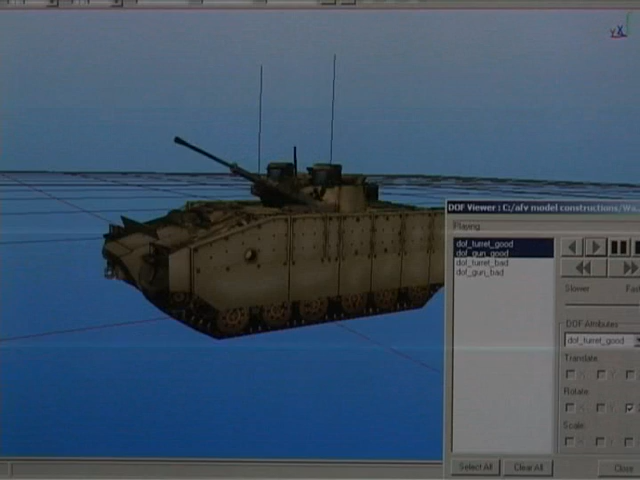 DOF Viewer : C:/afv model constructions/Wa...
Playing
dof_turret_good
dof_gun_good
dof_turret_bad
dof_gun_bad
Slower
DOF Attributes
dof_turret_good
Translate
Rotate
Scale
Select All
Clear All
Close